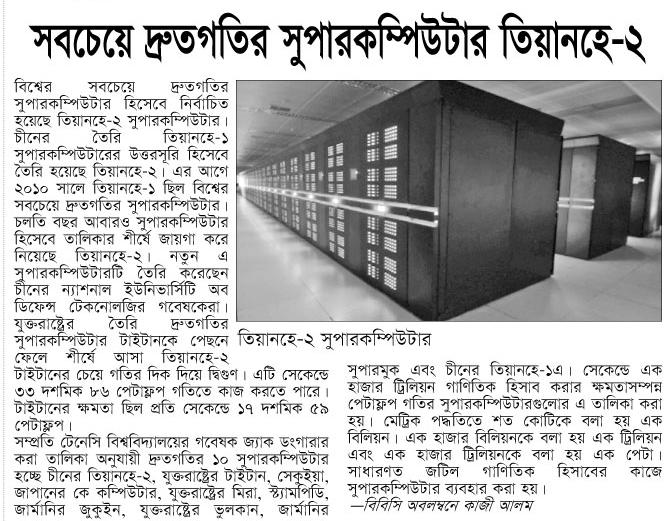 সবচেয়ে দ্রুতগতির সুপারকম্পিউটার তিয়ানহে-২
বিশ্বের সবচেয়ে দ্রুতগতির
সুপারকম্পিউটার হিসেবে নির্বাচিত
হয়েছে তিয়ানহে-২ সুপারকম্পিউটার।
চীনের তৈরি তিয়ানহে-১
সুপারকম্পিউটারের উত্তরসূরি হিসেবে
তৈরি হয়েছে তিয়ানহে-২। এর আগে
২০১০ সালে তিয়ানহে-১ ছিল বিশ্বের
সবচেয়ে দ্রুতগতির সুপারকম্পিউটার।
চলতি বছর আবারও সুপারকম্পিউটার
হিসেবে তালিকার শীর্ষে জায়গা করে
নিয়েছে তিয়ানহে-২। নতুন এ
সুপারকম্পিউটারটি তৈরি করেছেন
চীনের ন্যাশনাল ইউনিভার্সিটি অব
ডিফেন্স টেকনোলজির গবেষকেরা।
যুক্তরাষ্ট্রের তৈরি দ্রুতগতির
সুপারকম্পিউটার টাইটানকে পেছনে
ফেলে শীর্ষে আসা তিয়ানহে-২
টাইটানের চেয়ে গতির দিক দিয়ে দ্বিগুণ। এটি সেকেন্ডে
৩৩ দশমিক ৮৬ পেটাফ্লপ গতিতে কাজ করতে পারে।
টাইটানের ক্ষমতা ছিল প্রতি সেকেন্ডে ১৭ দশমিক ৫৯
পেটাফ্লপ।
সম্প্রতি টেনেসি বিশ্ববিদ্যালয়ের গবেষক জ্যাক ডংগারার
করা তালিকা অনুযায়ী দ্রুতগতির ১০ সুপারকম্পিউটার
হচ্ছে চীনের তিয়ানহে-২, যুক্তরাষ্ট্রের টাইটান, সেকুইয়া,
জাপানের কে কম্পিউটার, যুক্তরাষ্ট্রের মিরা, স্ট্যামপিডি,
জার্মানির জুকুইন, যুক্তরাষ্ট্রের ভুলকান, জার্মানির
তিয়ানহে-২ সুপারকম্পিউটার
সুপারমুক এবং চীনের তিয়ানহে-১এ। সেকেন্ডে এক
হাজার ট্রিলিয়ন গাণিতিক হিসাব করার ক্ষমতাসম্পন্ন
পেটাফ্লপ গতির সুপারকম্পিউটারগুলোর এ তালিকা করা
হয়। মেট্রিক পদ্ধতিতে শত কোটিকে বলা হয় এক
বিলিয়ন। এক হাজার বিলিয়নকে বলা হয় এক ট্রিলিয়ন
এবং এক হাজার ট্রিলিয়নকে বলা হয় এক পেটা।
সাধারণত জটিল গাণিতিক হিসাবের কাজে
সুপারকম্পিউটার ব্যবহার করা হয়।
—বিবিসি অবলম্বনে কাজী আলম